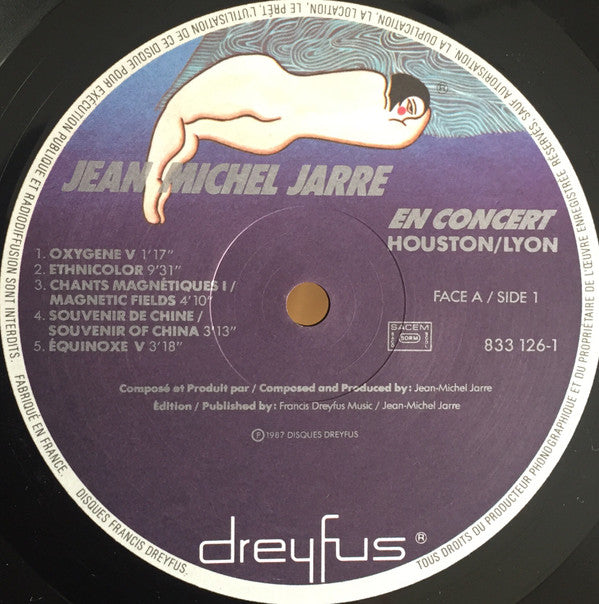 JEAN MICHEL JARRE
EN CONCERT
HOUSTON/LYON
1. OXYGENE V 1'17"
2. ETHNICOLOR 9'31"
3. CHANTS MAGNÉTIQUES I /
MAGNETIC FIELDS 4'10"
4. SOUVENIR DE CHINE /
SOUVENIR OF CHINA 3'13"
5. ÉQUINOXE V 3'18"
FACE A / SIDE 1
SACEM
833 126-1
Composé et Produit par / Composed and Produced by: Jean-Michel Jarre
Édition / Published by: Francis Dreyfus Music / Jean-Michel Jarre
Ⓟ 1987 DISQUES DREYFUS
dreyfus®
TOUS DROITS DU PRODUCTEUR PHONOGRAPHIQUE ET DU PROPRIÉTAIRE DE L'ŒUVRE ENREGISTRÉE RÉSERVÉS. SAUF AUTORISATION, LA DUPLICATION, LA LOCATION, LE PRÊT, L'UTILISATION DE CE DISQUE POUR EXÉCUTION PUBLIQUE ET RADIODIFFUSION SONT INTERDITS. FABRIQUÉ EN FRANCE. DISQUES FRANCIS DREYFUS.